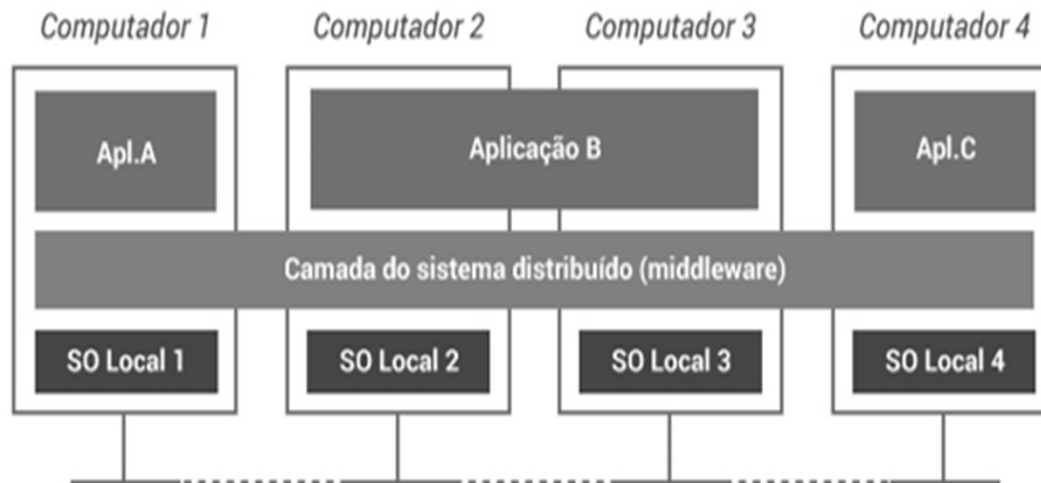 Computador 1
Computador 2
Computador 3
Computador 4
Apl.A
Aplicação B
Apl.C
Camada do sistema distribuído (middleware)
SO Local 1
SO Local 2
SO Local 3
SO Local 4